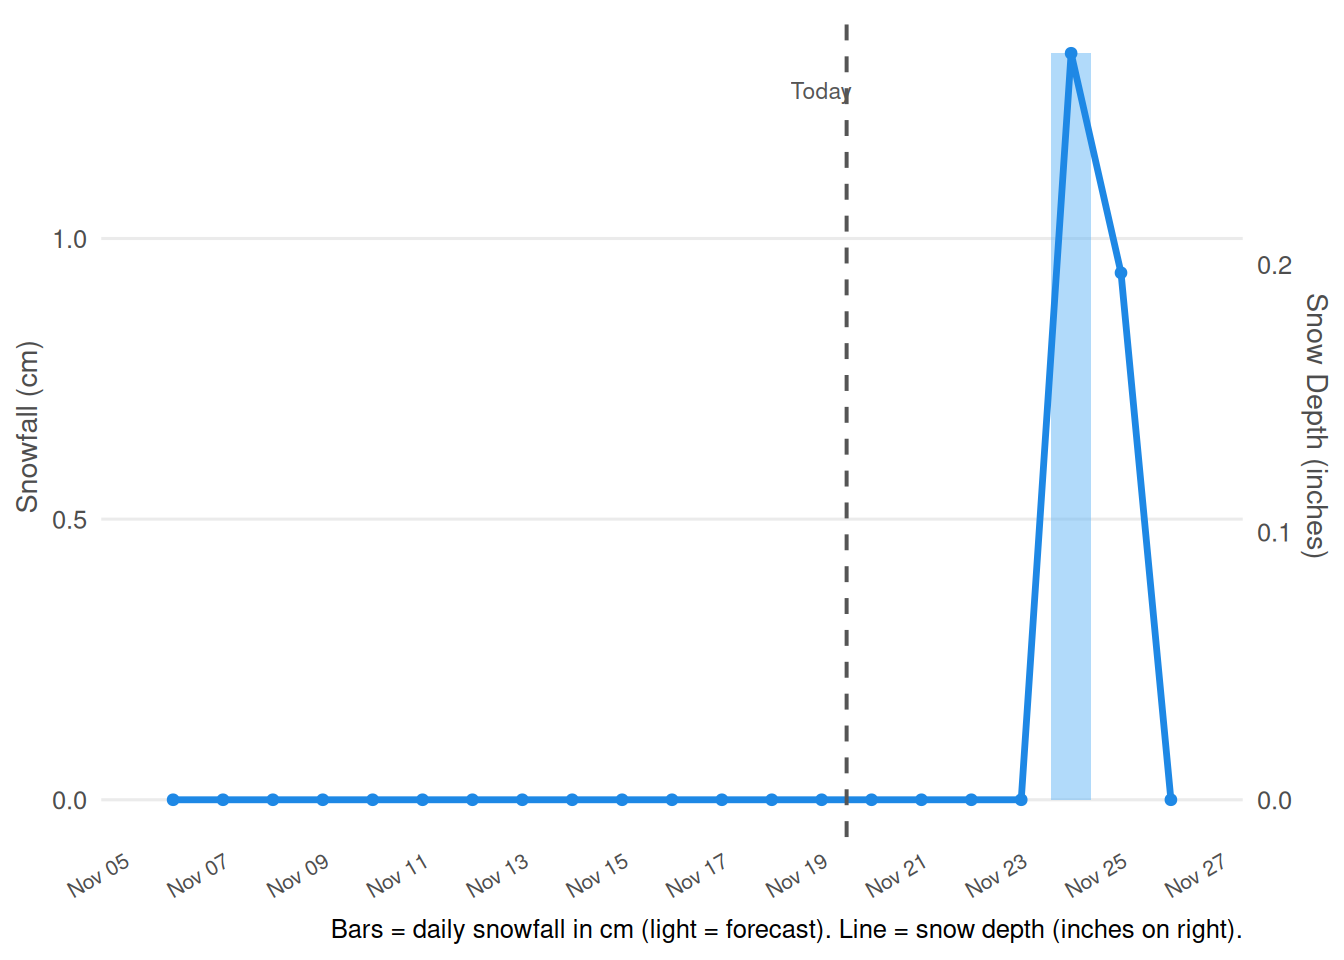 Today
1.0
0.5
0.0
Snowfall (cm)
0.2
0.1
0.0
Snow Depth (inches)
Nov 05
Nov 07
Nov 09
Nov 11
Nov 13
Nov 15
Nov 17
Nov 19
Nov 21
Nov 23
Nov 25
Nov 27
Bars = daily snowfall in cm (light = forecast). Line = snow depth (inches on right).